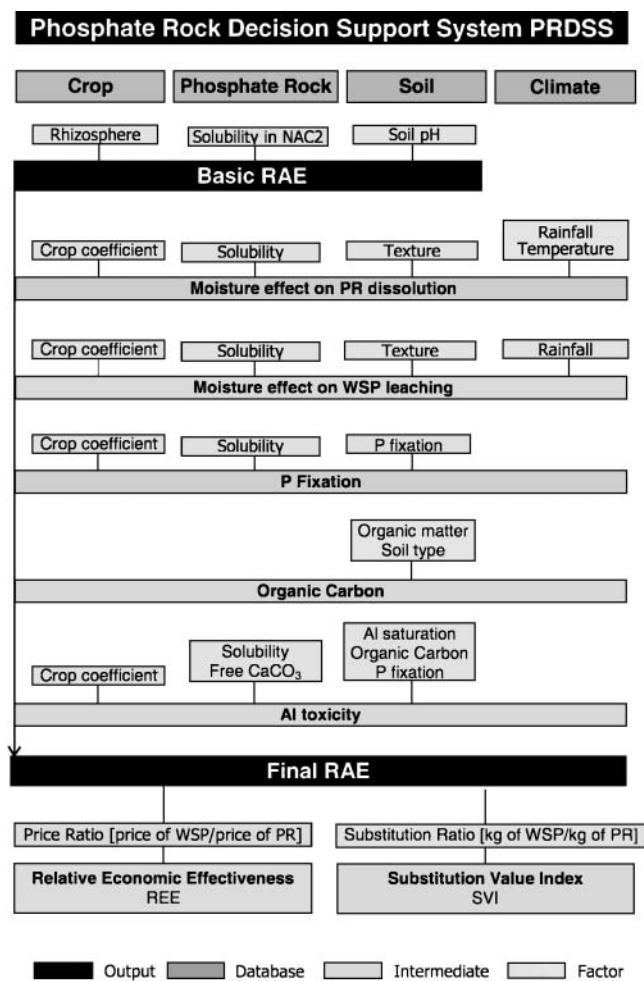 Phosphate Rock Decision Support System PRDSS
Crop Phosphate Rock Soil Climate
Rhizosphere Solubility in NAC2 Soil pH
Basic RAE
Rainfall
Temperature
Crop coefficient Solubility Texture
Moisture effect on PR dissolution
Crop coefficient Solubility Texture Rainfall
Moisture effect on WSP leaching
Crop coefficient Solubility P fixation
P Fixation
Organic matter
Soil type
Organic Carbon
Solubility
Free CaCO₃
Al saturation
Organic Carbon
P fixation
Crop coefficient
Al toxicity
Final RAE
Price Ratio [price of WSP/price of PR] Substitution Ratio [kg of WSP/kg of PR]
Relative Economic Effectiveness
REE
Substitution Value Index
SVI
Output Database Intermediate Factor